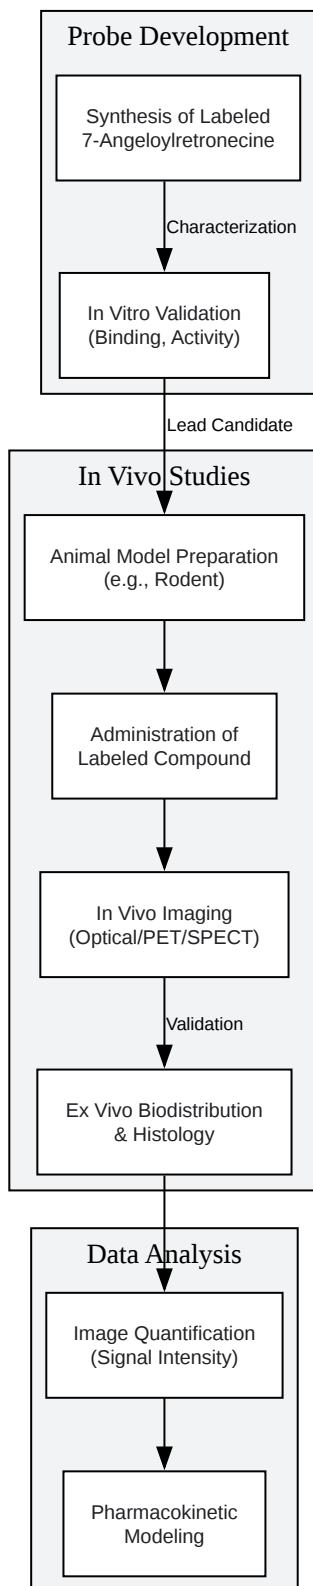 Probe Development
Synthesis of Labeled
7-Angeloylretronecine
Characterization
In Vitro Validation
(Binding, Activity)
Lead Candidate
In Vivo Studies
Animal Model Preparation
(e.g., Rodent)
Administration of
Labeled Compound
In Vivo Imaging
(Optical/PET/SPECT)
Validation
Ex Vivo Biodistribution
& Histology
Data Analysis
Image Quantification
(Signal Intensity)
Pharmacokinetic
Modeling